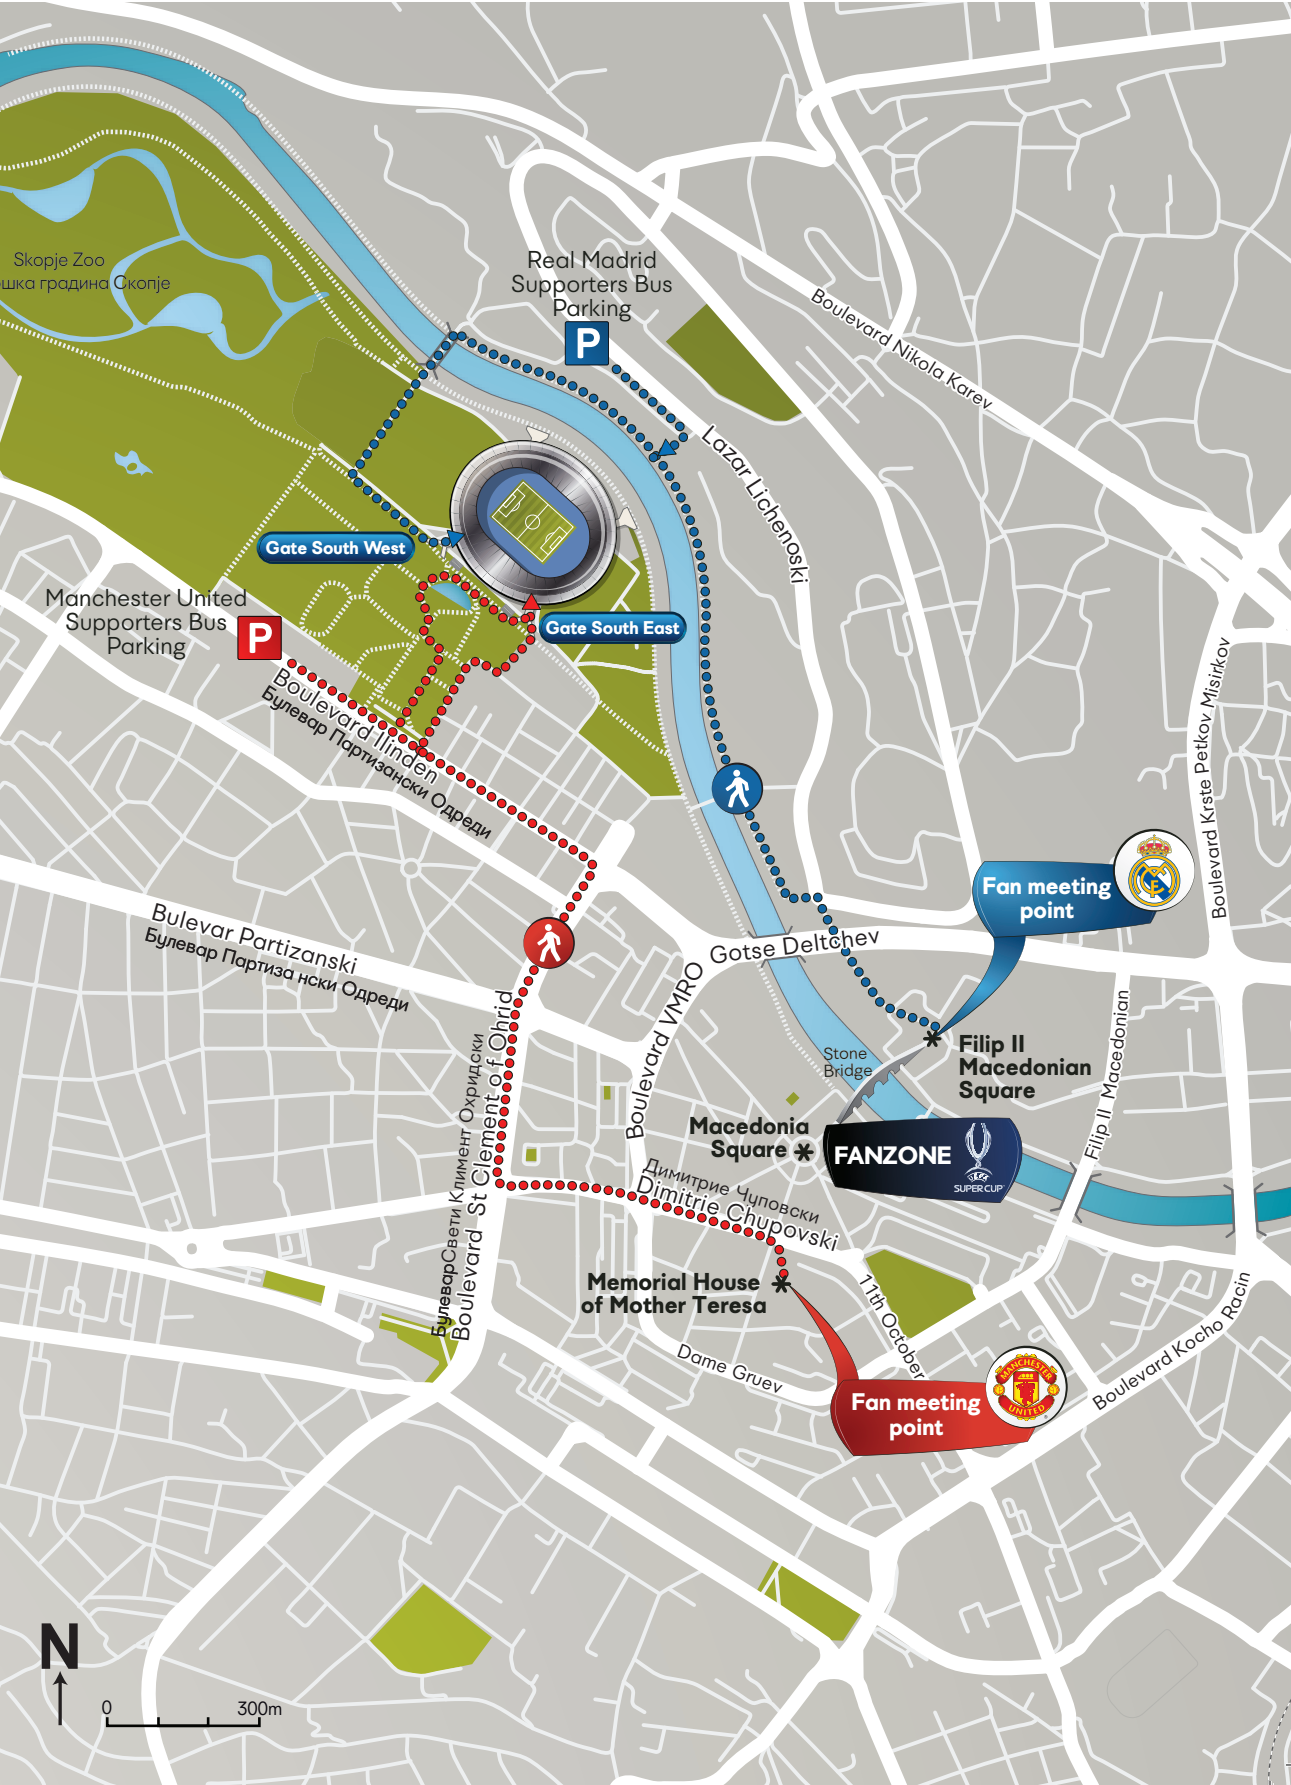 Skopje Zoo
ошка градина Скопје
Real Madrid
Supporters Bus
Parking
P
Boulevard Nikola Karev
Lazar Lichenoski
Gate South West
Gate South East
Manchester United
Supporters Bus
Parking
P
Boulevard Ilinden
Булевар Партизански Одреди
Boulevard Krste Petkov Misirkov
Fan meeting
point
Bulevar Partizanski
Булевар Партиза нски Одреди
Gotse Deltchev
Boulevard VMRO
БулеварСвети Климент Охридски
Boulevard St Clement of Ohrid
Stone
Bridge
Filip II
Macedonian
Square
Filip II Macedonian
Macedonia
Square
FANZONE
SUPER CUP
Димитрие Чуповски
Dimitrie Chupovski
Memorial House
of Mother Teresa
11th October
Dame Gruev
Boulevard Kocho Racin
MANCHESTER
UNITED
Fan meeting
point
N
0 300m